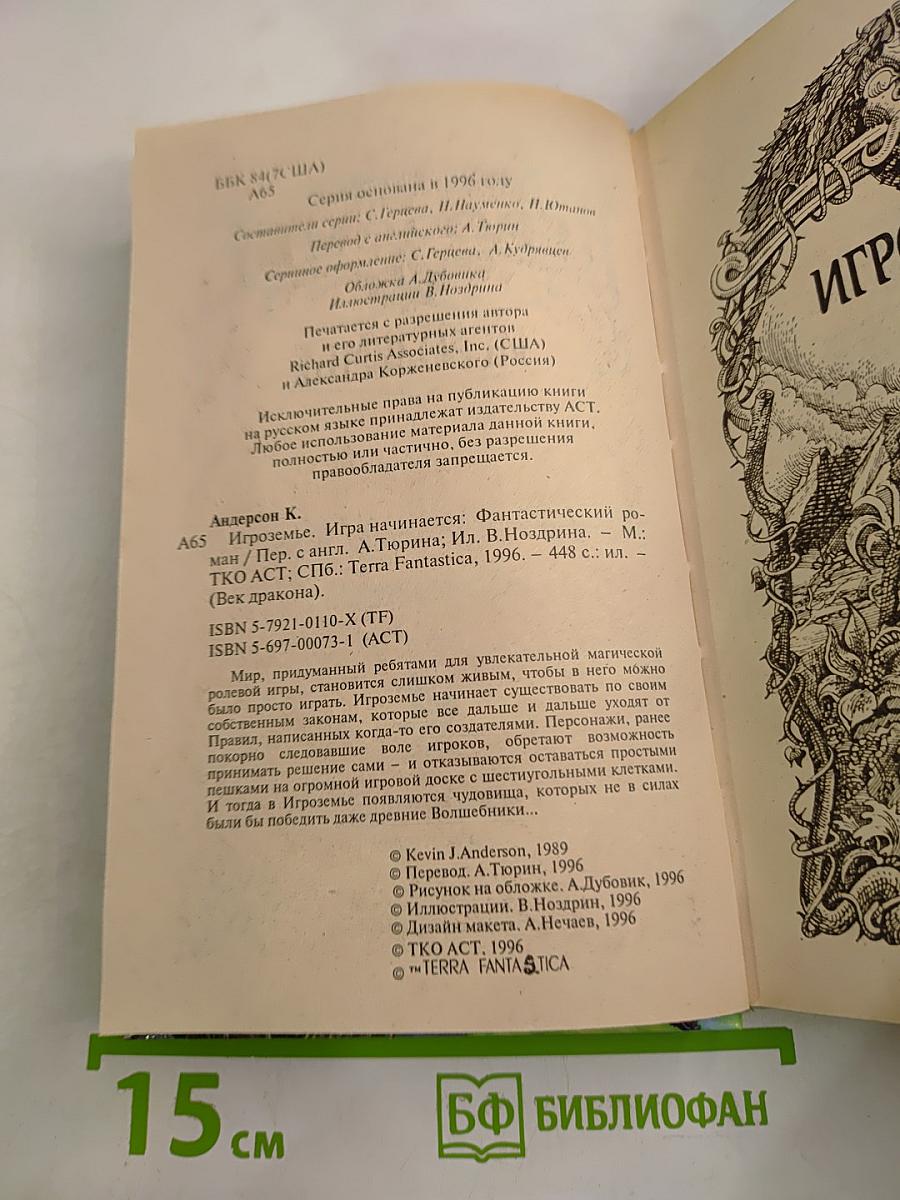 ББК 84(7США)
А65
Серия основана в 1996 году
Составители серии: С.Герцева, Н.Науменко, Н.Ютанов
Перевод с английского: А.Тюрин
Серийное оформление: С.Герцева, А.Кудрявцев
Обложка А.Дубовика
Иллюстрации В.Ноздрина
Печатается с разрешения автора
и его литературных агентов
Richard Curtis Associates, Inc. (США)
и Александра Корженевского (Россия)
Исключительные права на публикацию книги
на русском языке принадлежат издательству АСТ.
Любое использование материала данной книги,
полностью или частично, без разрешения
правообладателя запрещается.
Андерсон К.
А65 Игроземье. Игра начинается: Фантастический ро-
ман / Пер. с англ. А.Тюрина; Ил. В.Ноздрина. – М.:
ТКО АСТ; СПб.: Terra Fantastica, 1996. – 448 с.: ил. –
(Век дракона).
ISBN 5-7921-0110-X (TF)
ISBN 5-697-00073-1 (АСТ)
Мир, придуманный ребятами для увлекательной магической
ролевой игры, становится слишком живым, чтобы в него можно
было просто играть. Игроземье начинает существовать по своим
собственным законам, которые все дальше и дальше уходят от
Правил, написанных когда-то его создателями. Персонажи, ранее
покорно следовавшие воле игроков, обретают возможность
принимать решение сами – и отказываются оставаться простыми
пешками на огромной игровой доске с шестиугольными клетками.
И тогда в Игроземье появляются чудовища, которых не в силах
были бы победить даже древние Волшебники...
© Kevin J.Anderson, 1989
© Перевод. А.Тюрин, 1996
© Рисунок на обложке. А.Дубовик, 1996
© Иллюстрации. В.Ноздрин, 1996
© Дизайн макета. А.Нечаев, 1996
© ТКО АСТ, 1996
© ™TERRA FANTASTICA
ИГРО
15 см
БФ БИБЛИОФАН